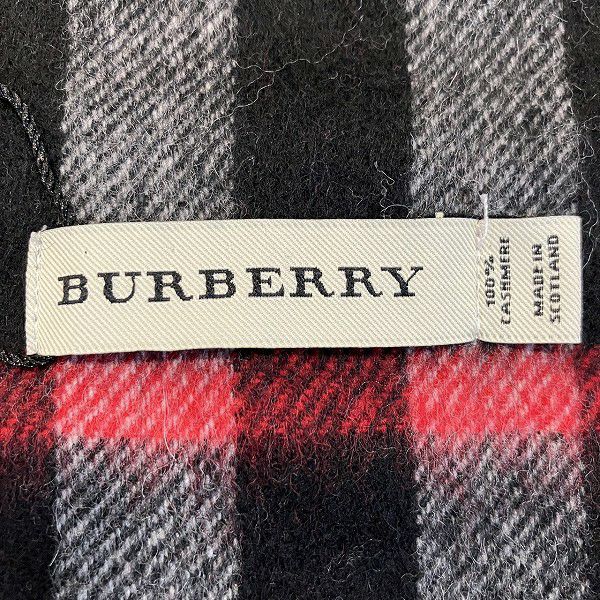 BURBERRY
100%
CASHMERE
MADE IN
SCOTLAND